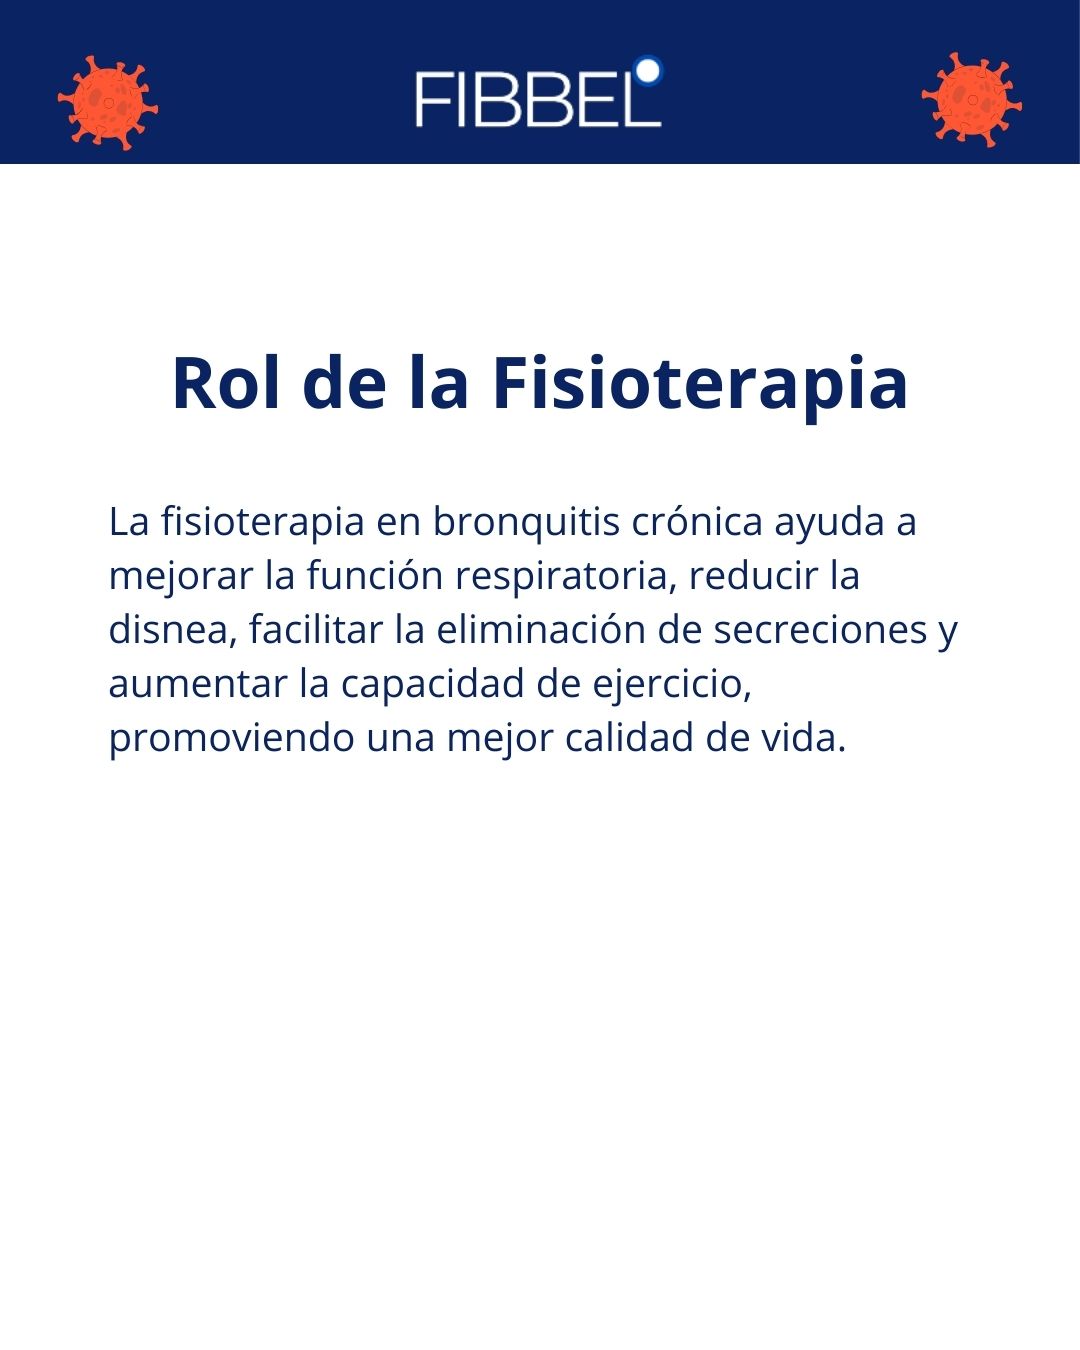 FIBBEL
Rol de la Fisioterapia
La fisioterapia en bronquitis crónica ayuda a
mejorar la función respiratoria, reducir la
disnea, facilitar la eliminación de secreciones y
aumentar la capacidad de ejercicio,
promoviendo una mejor calidad de vida.